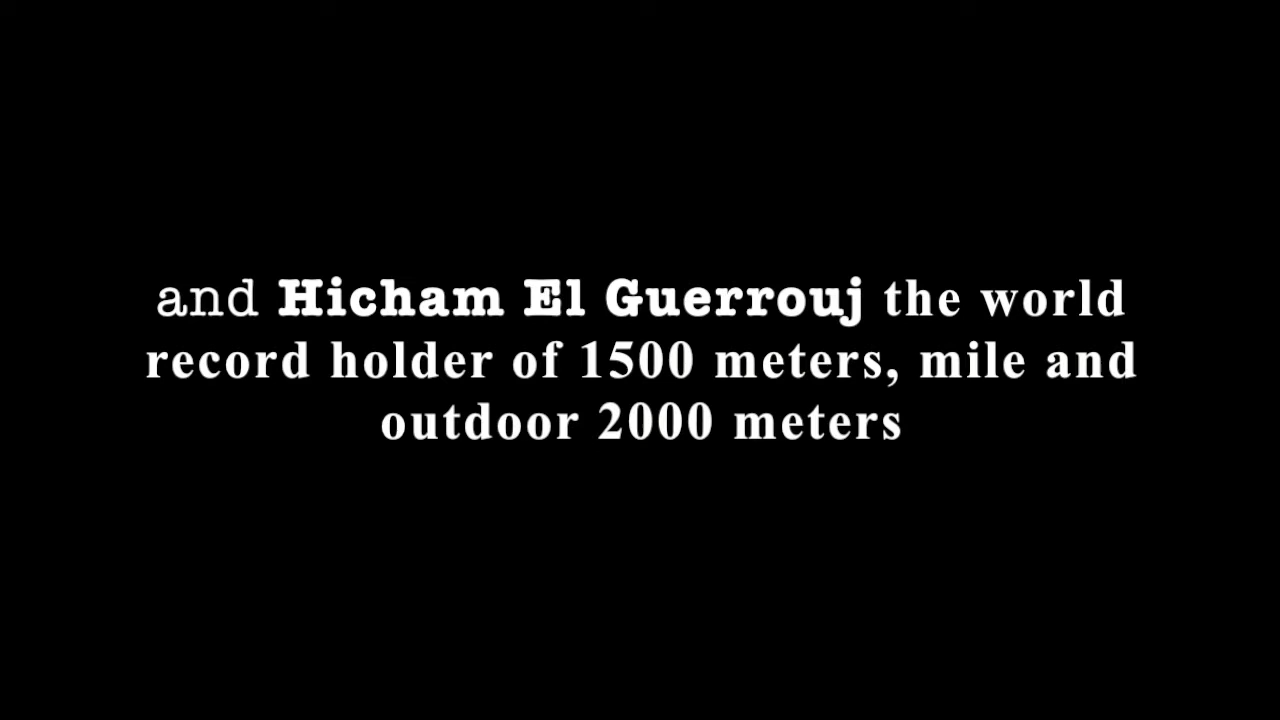 and Hicham El Guerrouj the world
record holder of 1500 meters, mile and
outdoor 2000 meters